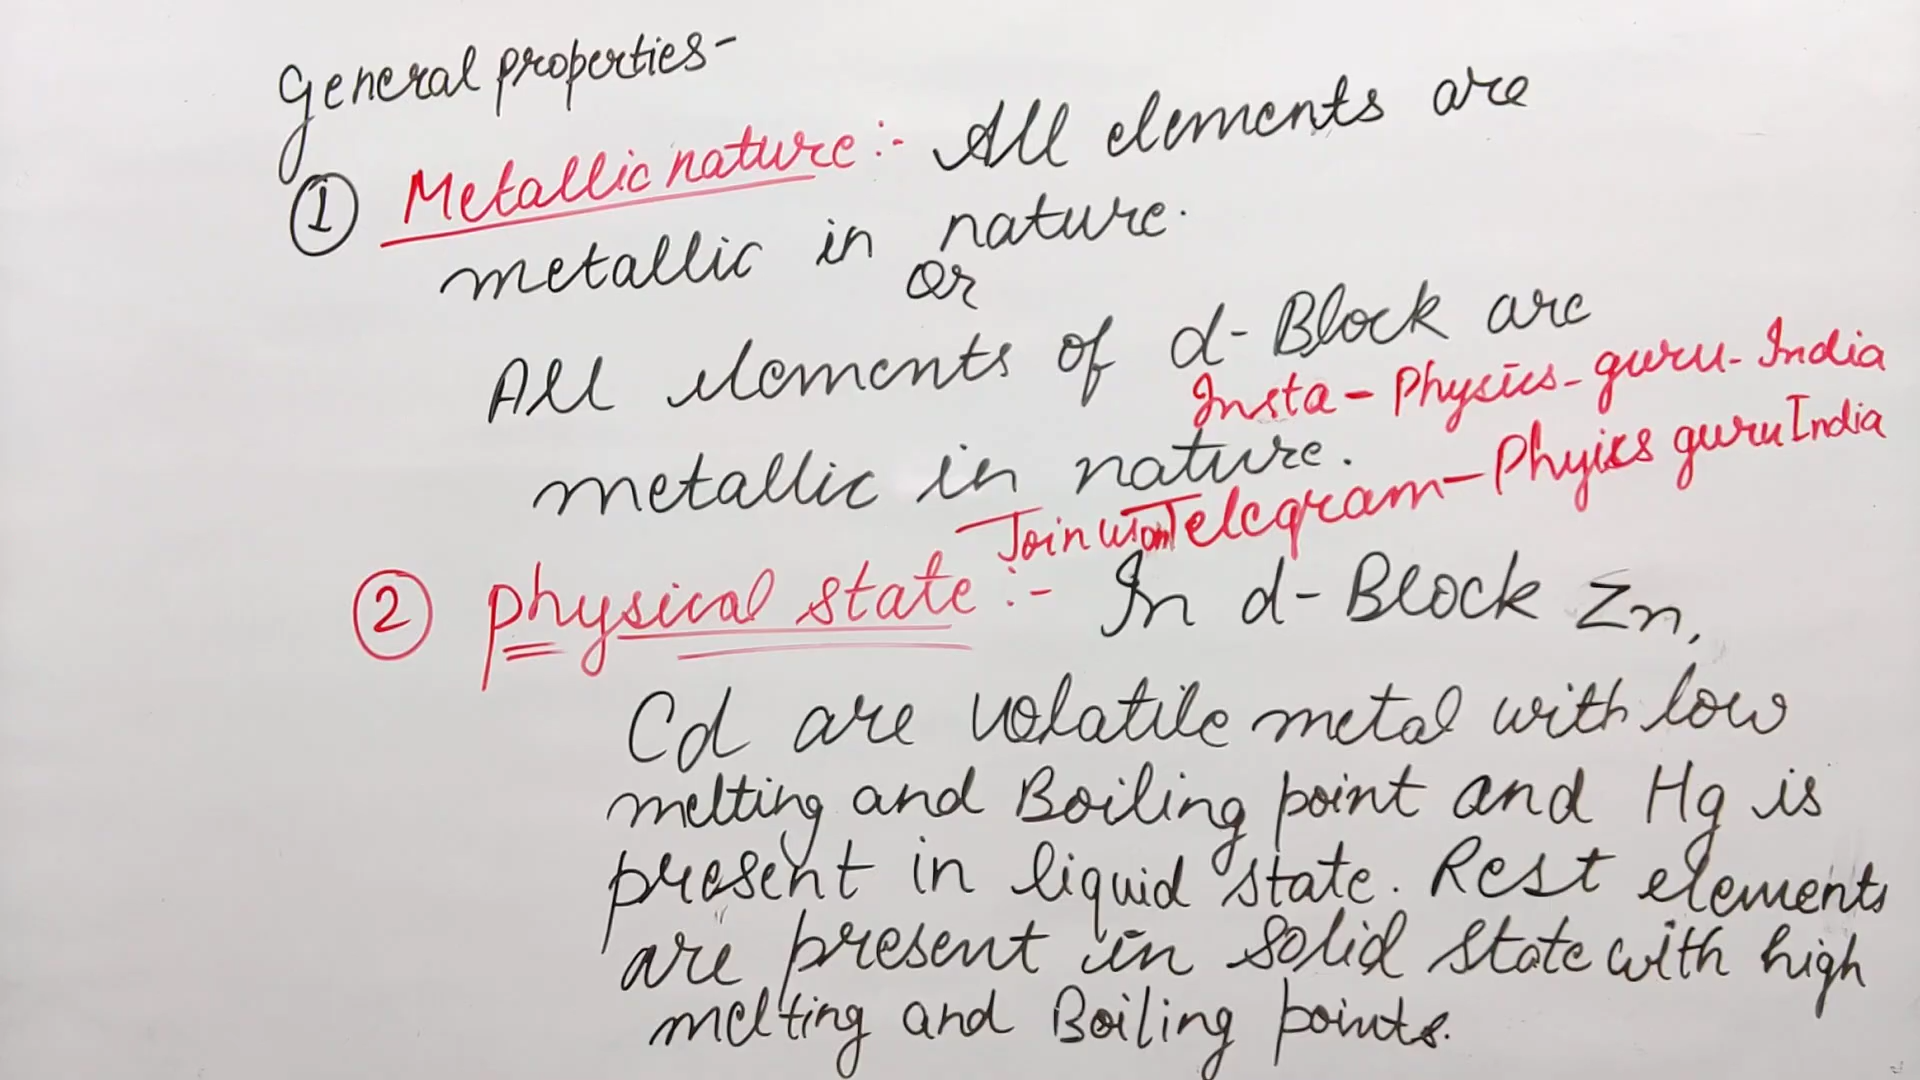 General properties-
① Metallic nature:- All elements are
metallic in nature.
Or
All elements of d-Block are
Insta - Physics-guru-India
metallic in nature.
Join us on Telegram - Phyics guru India
② physical state :- In d-Block Zn,
Cd are volatile metal with low
melting and Boiling point and Hg is
present in liquid state. Rest elements
are present in solid state with high
melting and Boiling points.